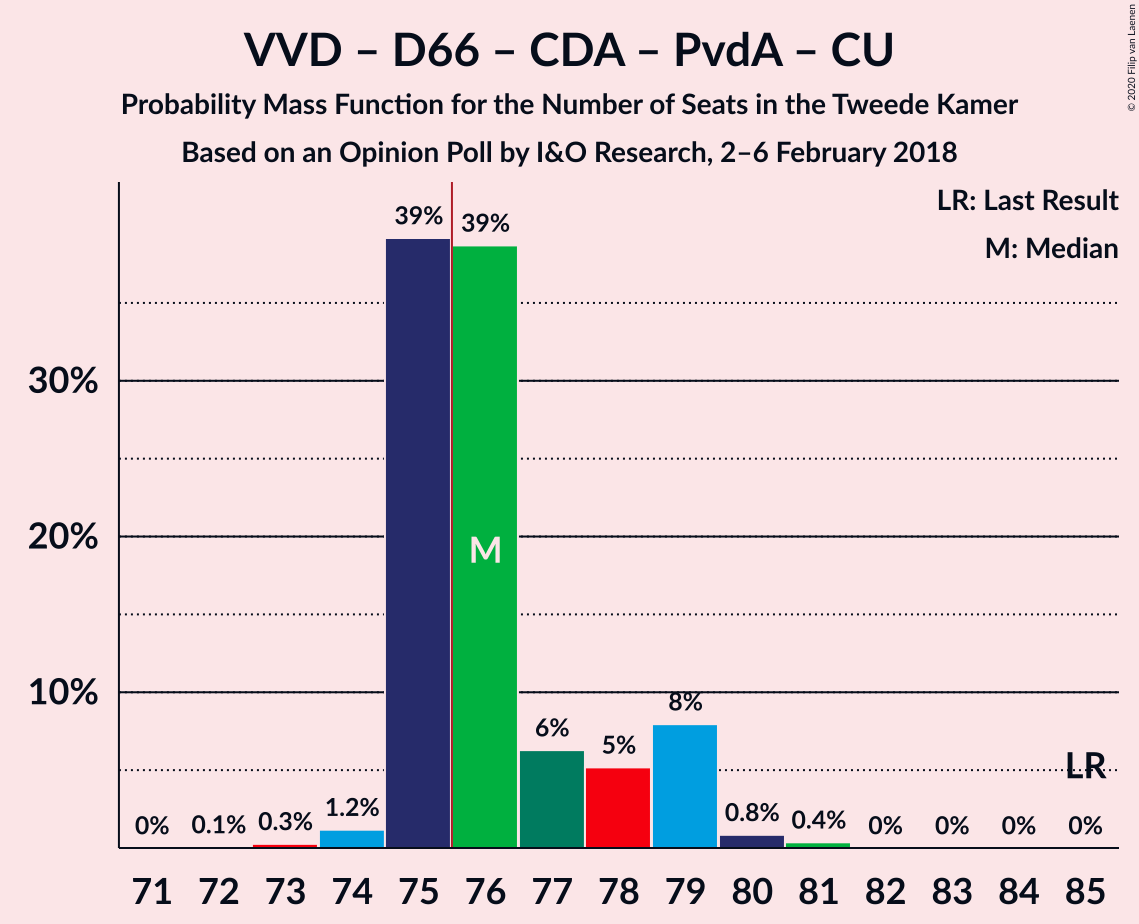 VVD – D66 – CDA – PvdA – CU
Probability Mass Function for the Number of Seats in the Tweede Kamer
Based on an Opinion Poll by I&O Research, 2–6 February 2018
© 2020 Filip van Laenen
LR: Last Result
M: Median
39% 39%
30%
20%
M
10%
8%
6%
5%
LR
0% 0.1% 0.3% 1.2% 0.8% 0.4% 0% 0% 0% 0%
71 72 73 74 75 76 77 78 79 80 81 82 83 84 85